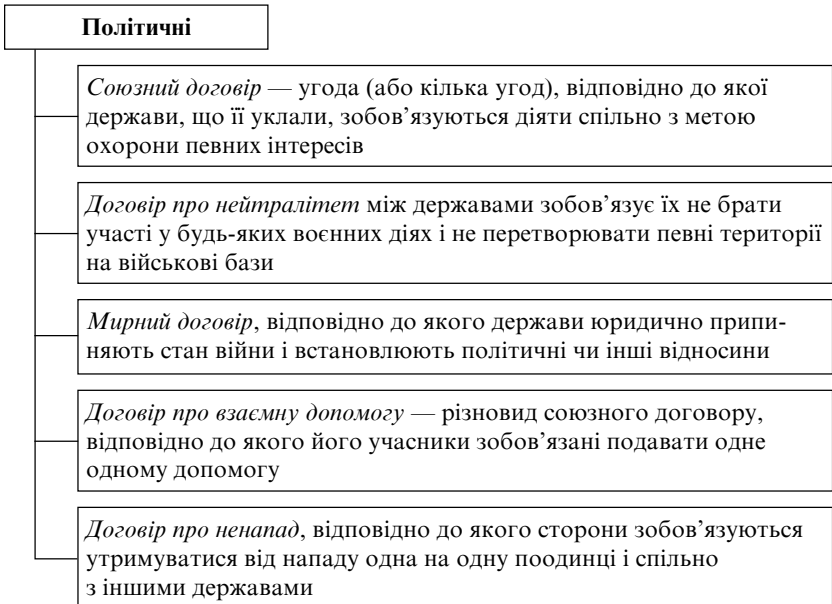 Політичні
Союзний договір — угода (або кілька угод), відповідно до якої
держави, що її уклали, зобов’язуються діяти спільно з метою
охорони певних інтересів
Договір про нейтралітет між державами зобов’язує їх не брати
участі у будь-яких воєнних діях і не перетворювати певні території
на військові бази
Мирний договір, відповідно до якого держави юридично припи-
няють стан війни і встановлюють політичні чи інші відносини
Договір про взаємну допомогу — різновид союзного договору,
відповідно до якого його учасники зобов’язані подавати одне
одному допомогу
Договір про ненапад, відповідно до якого сторони зобов’язуються
утримуватися від нападу одна на одну поодинці і спільно
з іншими державами